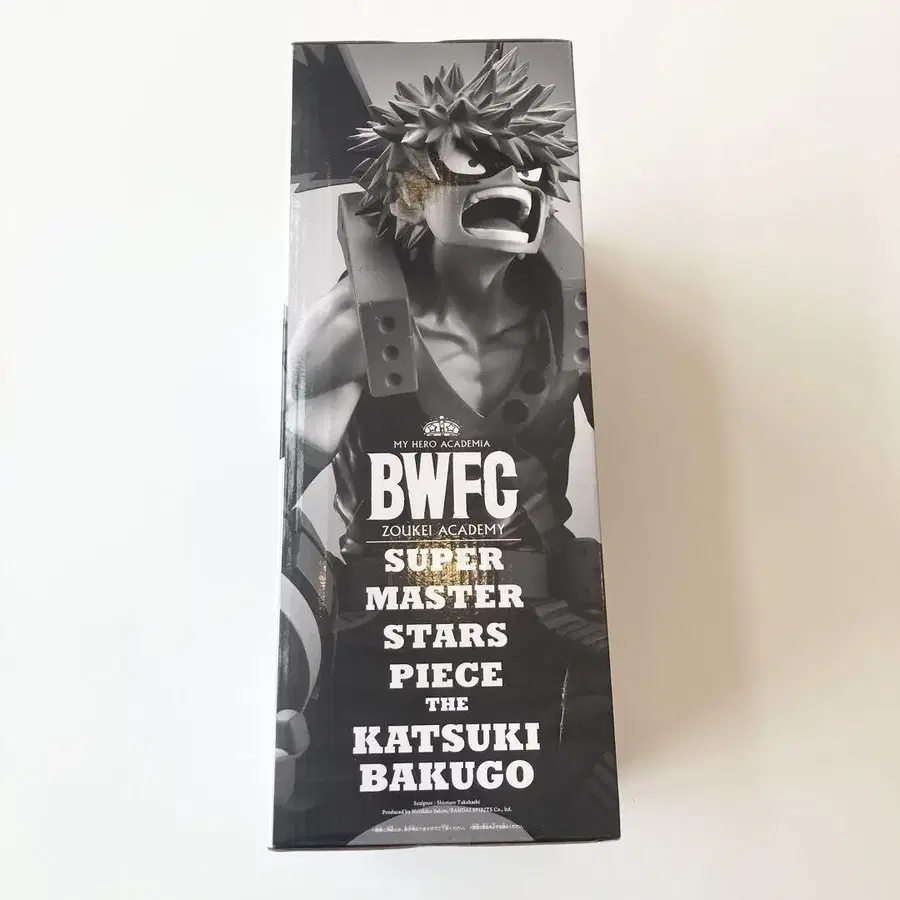 MY HERO ACADEMIA
BWFC
ZOUKEI ACADEMY
SUPER
MASTER
STARS
PIECE
THE
KATSUKI
BAKUGO
Sculptor : Shintaro Takahashi
Produced by Norihiko Sakata/BANDAI SPIRITS Co., ltd.